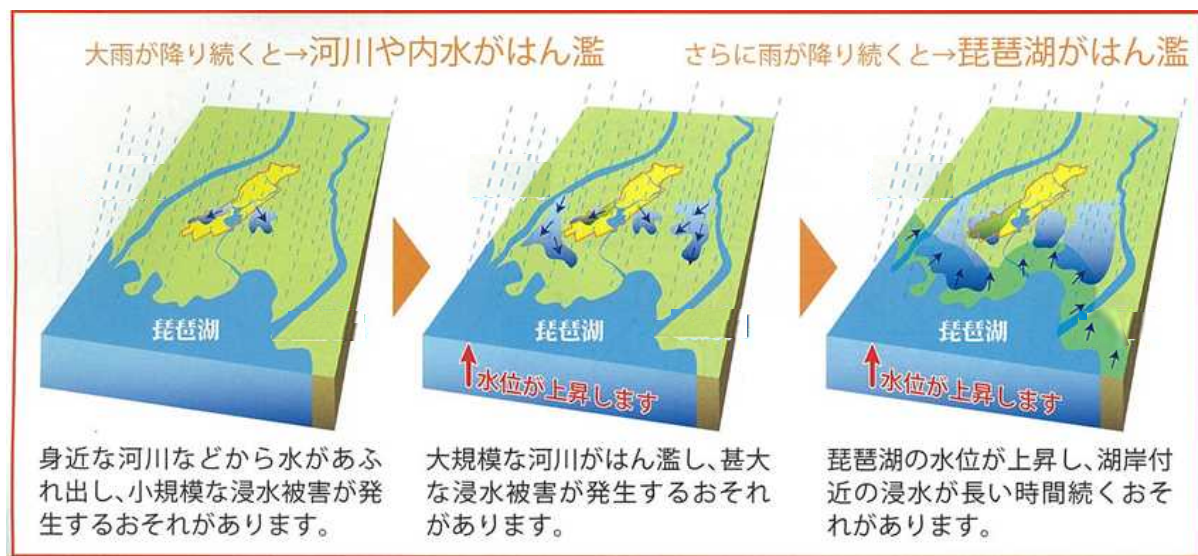 大雨が降り続くと→河川や内水がはん濫
さらに雨が降り続くと→琵琶湖がはん濫
琵琶湖
琵琶湖
水位が上昇します
琵琶湖
水位が上昇します
身近な河川などから水があふ
れ出し、小規模な浸水被害が発
生するおそれがあります。
大規模な河川がはん濫し、甚大
な浸水被害が発生するおそれ
があります。
琵琶湖の水位が上昇し、湖岸付
近の浸水が長い時間続くおそ
れがあります。